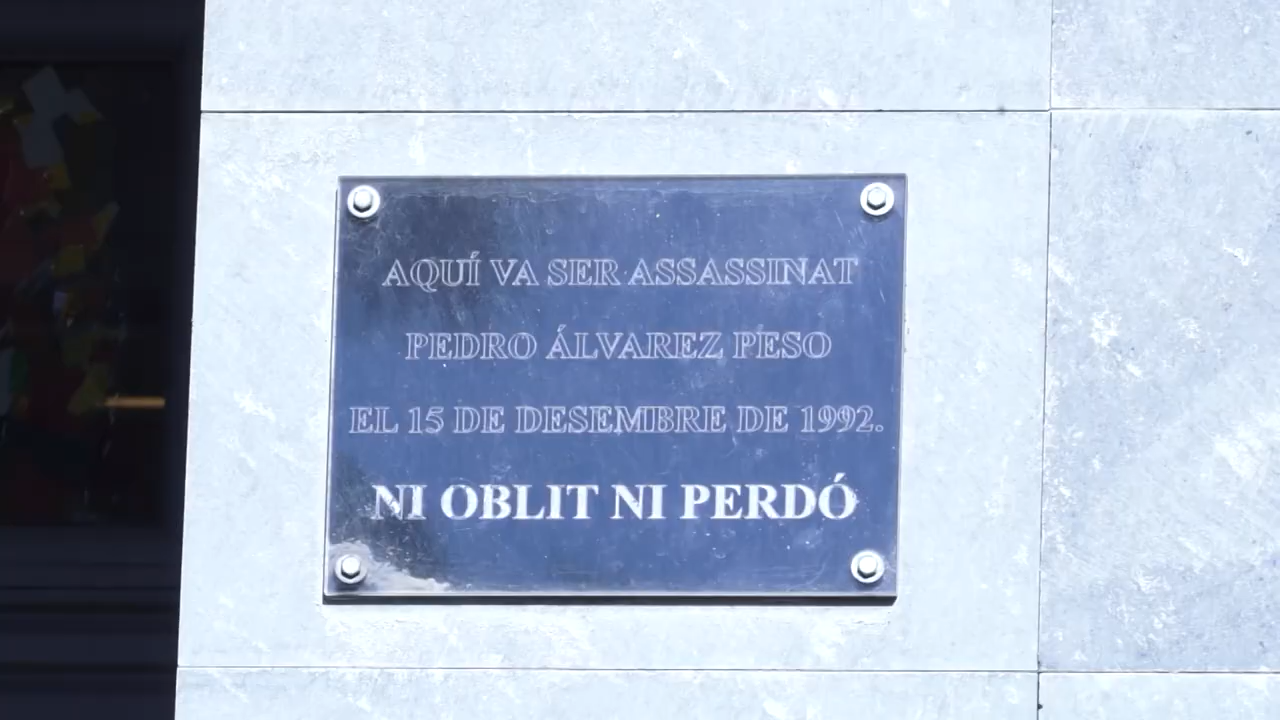 AQUÍ VA SER ASSASSINAT
PEDRO ÁLVAREZ PESO
EL 15 DE DESEMBRE DE 1992.
NI OBLIT NI PERDÓ